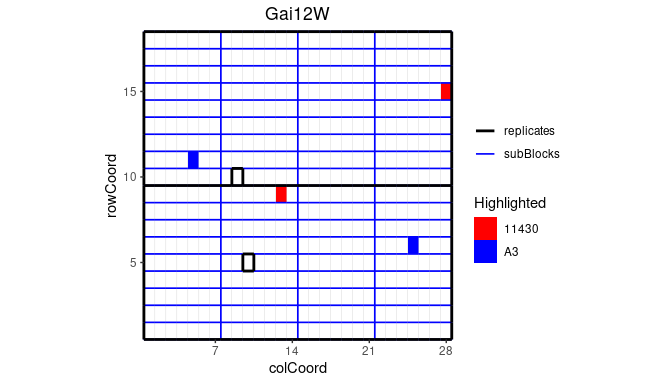 Gai12W
rowCoord
15
10
5
7
14
21
28
colCoord
replicates
subBlocks
Highlighted
11430
A3